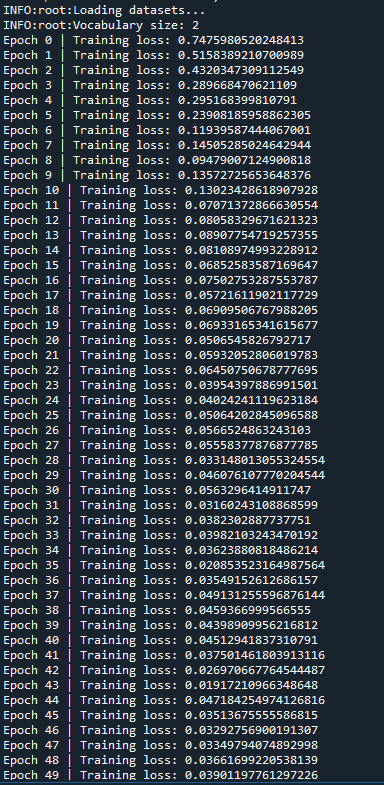 INFO:root:Loading datasets...
INFO:root:Vocabulary size: 2
Epoch 0 | Training loss: 0.7475980520248413
Epoch 1 | Training loss: 0.5158389210700989
Epoch 2 | Training loss: 0.4320347309112549
Epoch 3 | Training loss: 0.289668470621109
Epoch 4 | Training loss: 0.295168399810791
Epoch 5 | Training loss: 0.23908185958862305
Epoch 6 | Training loss: 0.11939587444067001
Epoch 7 | Training loss: 0.14505285024642944
Epoch 8 | Training loss: 0.09479007124900818
Epoch 9 | Training loss: 0.13572725653648376
Epoch 10 | Training loss: 0.13023428618907928
Epoch 11 | Training loss: 0.07071372866630554
Epoch 12 | Training loss: 0.08058329671621323
Epoch 13 | Training loss: 0.08907754719257355
Epoch 14 | Training loss: 0.08108974993228912
Epoch 15 | Training loss: 0.06852583587169647
Epoch 16 | Training loss: 0.07502753287553787
Epoch 17 | Training loss: 0.05721611902117729
Epoch 18 | Training loss: 0.06909506767988205
Epoch 19 | Training loss: 0.06933165341615677
Epoch 20 | Training loss: 0.0506545826792717
Epoch 21 | Training loss: 0.05932052806019783
Epoch 22 | Training loss: 0.06450750678777695
Epoch 23 | Training loss: 0.03954397886991501
Epoch 24 | Training loss: 0.04024241119623184
Epoch 25 | Training loss: 0.05064202845096588
Epoch 26 | Training loss: 0.0566524863243103
Epoch 27 | Training loss: 0.05558377876877785
Epoch 28 | Training loss: 0.033148013055324554
Epoch 29 | Training loss: 0.046076107770204544
Epoch 30 | Training loss: 0.0563296414911747
Epoch 31 | Training loss: 0.03160243108868599
Epoch 32 | Training loss: 0.0382302887737751
Epoch 33 | Training loss: 0.03982103243470192
Epoch 34 | Training loss: 0.03623880818486214
Epoch 35 | Training loss: 0.020853523164987564
Epoch 36 | Training loss: 0.03549152612686157
Epoch 37 | Training loss: 0.049131255596876144
Epoch 38 | Training loss: 0.0459366999566555
Epoch 39 | Training loss: 0.04398909956216812
Epoch 40 | Training loss: 0.04512941837310791
Epoch 41 | Training loss: 0.037501461803913116
Epoch 42 | Training loss: 0.026970667764544487
Epoch 43 | Training loss: 0.01917210966348648
Epoch 44 | Training loss: 0.047184254974126816
Epoch 45 | Training loss: 0.03513675555586815
Epoch 46 | Training loss: 0.03292756900191307
Epoch 47 | Training loss: 0.03349794074892998
Epoch 48 | Training loss: 0.03661699220538139
Epoch 49 | Training loss: 0.03901197761297226